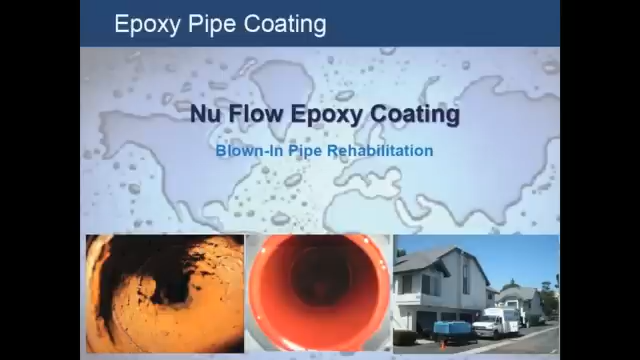 Epoxy Pipe Coating
Nu Flow Epoxy Coating
Blown-In Pipe Rehabilitation